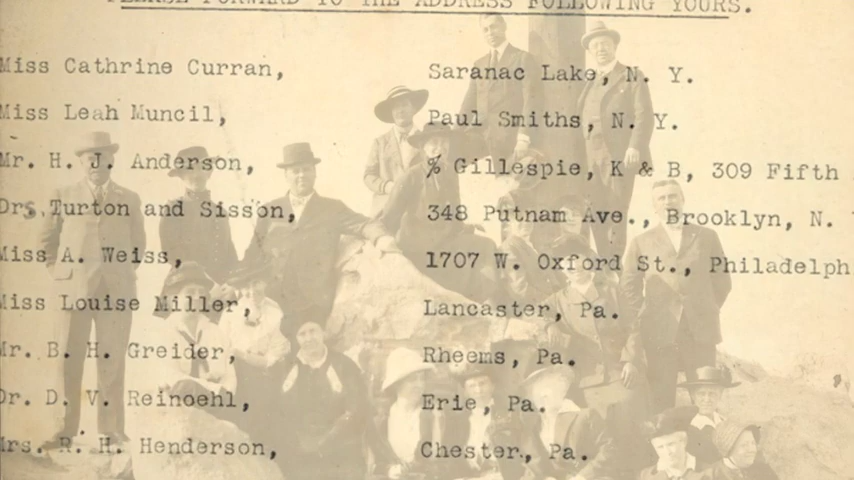 PLEASE FORWARD TO THE ADDRESS FOLLOWING YOURS.
Miss Cathrine Curran, Saranac Lake, N. Y.
Miss Leah Muncil, Paul Smiths, N. Y.
Mr. H. J. Anderson, % Gillespie, K & B, 309 Fifth
Drs. Turton and Sisson, 348 Putnam Ave., Brooklyn, N.
Miss A. Weiss, 1707 W. Oxford St., Philadelph
Miss Louise Miller, Lancaster, Pa.
Mr. B. H. Greider, Rheems, Pa.
Dr. D. V. Reinoehl, Erie, Pa.
Mrs. R. H. Henderson, Chester, Pa.